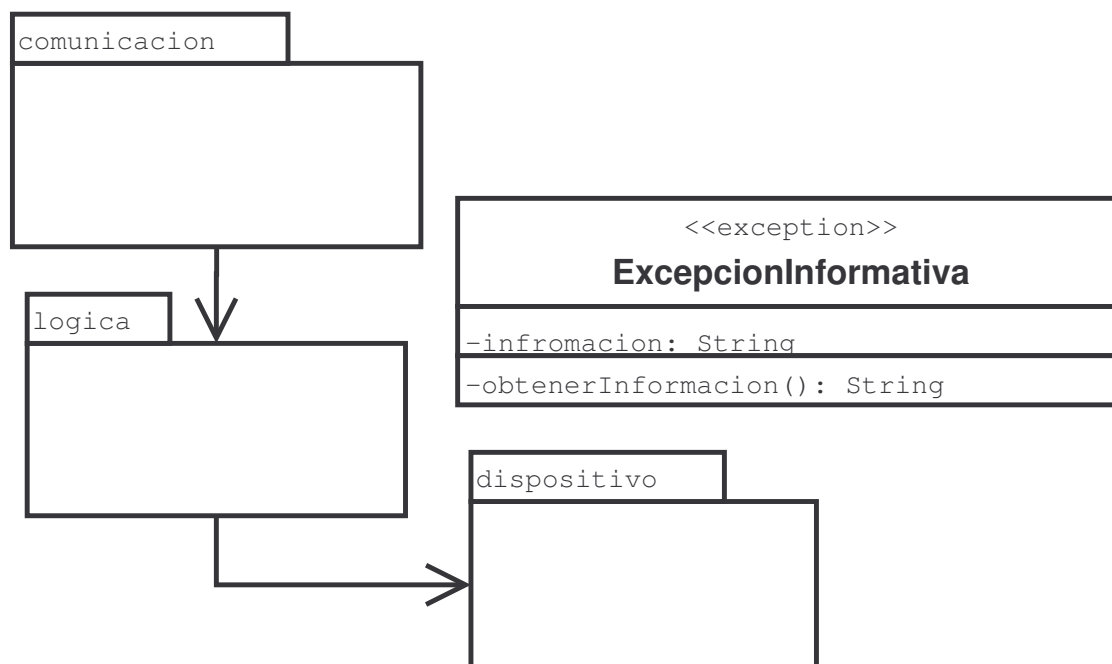 comunicacion
<<exception>>
ExcepcionInformativa
-infromacion: String
-obtenerInformacion(): String
logica
dispositivo